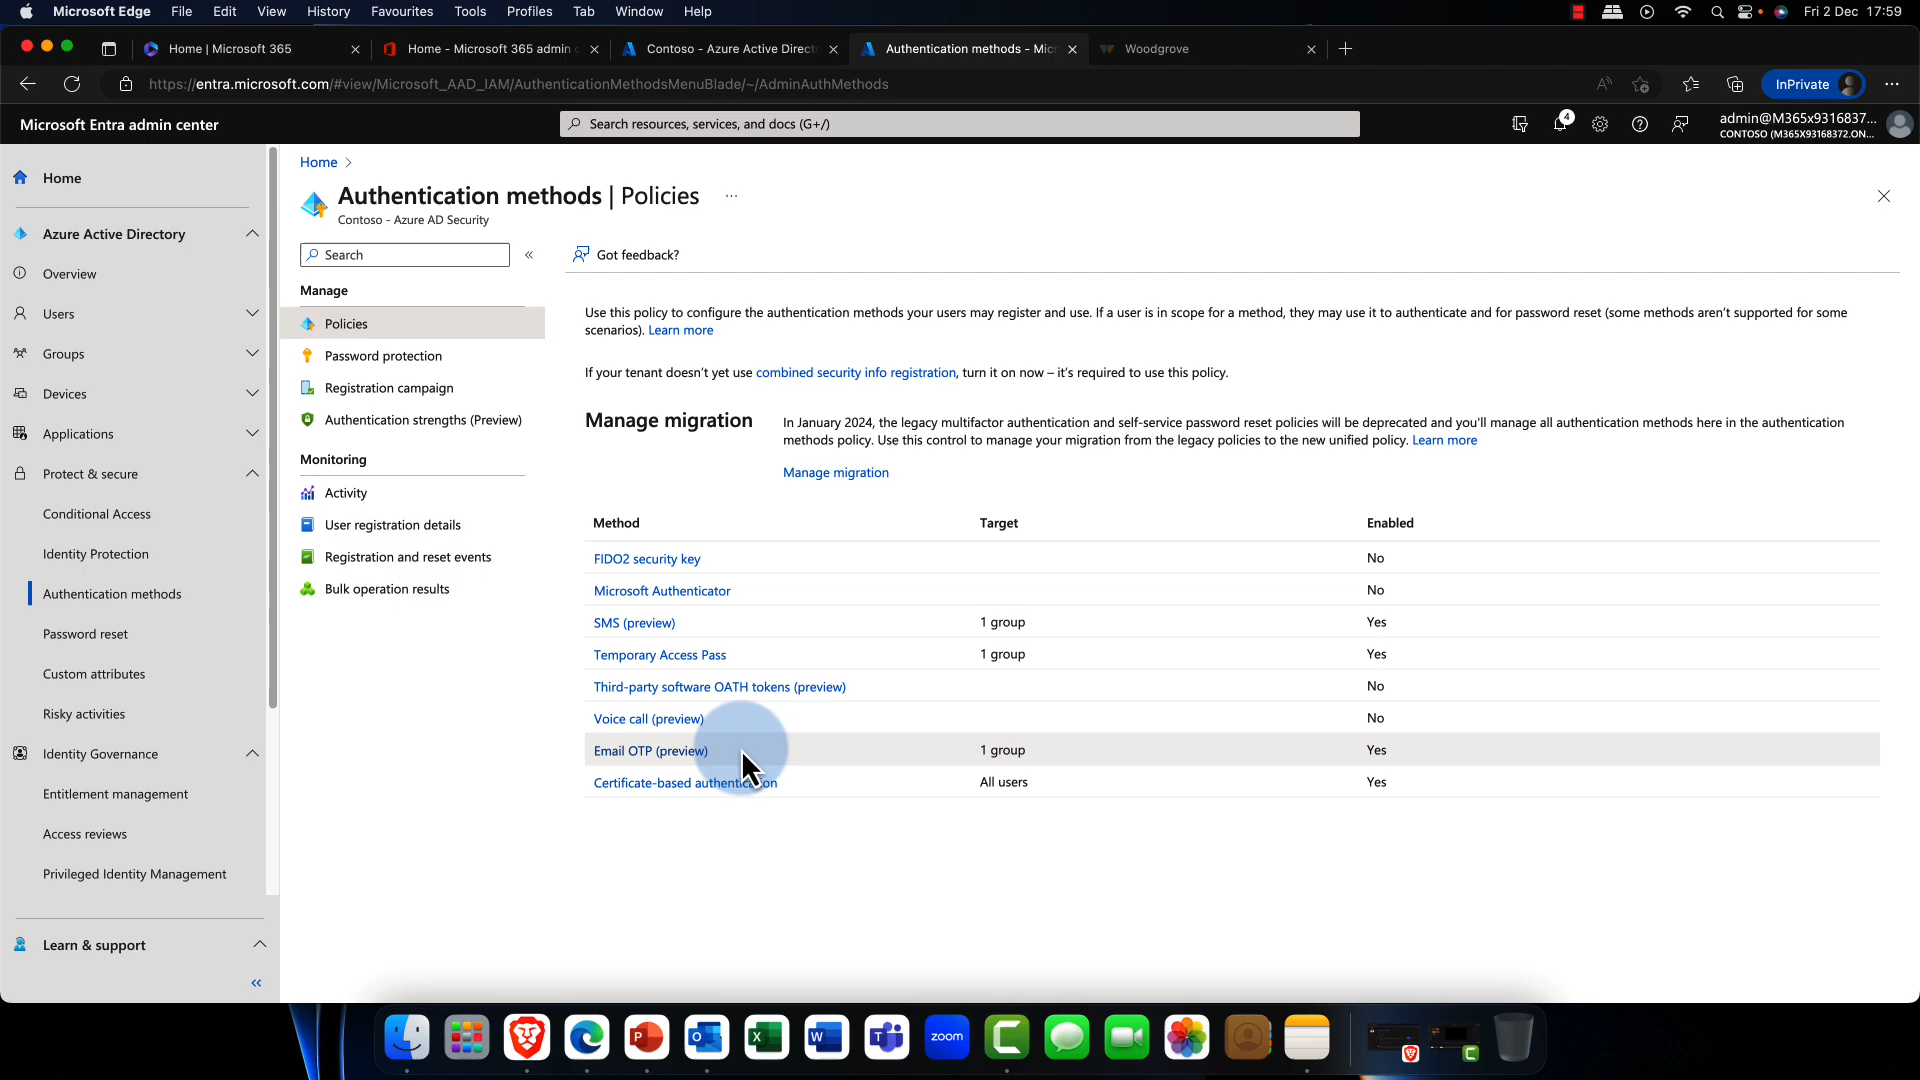 Microsoft Edge File Edit View History Favourites Tools Profiles Tab Window Help Fri 2 Dec 17:59
Home | Microsoft 365
Home - Microsoft 365 admin c
Contoso - Azure Active Direct
Authentication methods - Mic
Woodgrove
https://entra.microsoft.com/#view/Microsoft_AAD_IAM/AuthenticationMethodsMenuBlade/~/AdminAuthMethods
InPrivate
Microsoft Entra admin center
Search resources, services, and docs (G+/)
4
admin@M365x9316837...
CONTOSO (M365X93168372.ON...
Home
Azure Active Directory
Overview
Users
Groups
Devices
Applications
Protect & secure
Conditional Access
Identity Protection
Authentication methods
Password reset
Custom attributes
Risky activities
Identity Governance
Entitlement management
Access reviews
Privileged Identity Management
Learn & support
Home >
Authentication methods | Policies ...
Contoso - Azure AD Security
Search
Manage
Policies
Password protection
Registration campaign
Authentication strengths (Preview)
Monitoring
Activity
User registration details
Registration and reset events
Bulk operation results
Got feedback?
Use this policy to configure the authentication methods your users may register and use. If a user is in scope for a method, they may use it to authenticate and for password reset (some methods aren't supported for some
scenarios). Learn more
If your tenant doesn't yet use combined security info registration, turn it on now – it's required to use this policy.
Manage migration
In January 2024, the legacy multifactor authentication and self-service password reset policies will be deprecated and you'll manage all authentication methods here in the authentication
methods policy. Use this control to manage your migration from the legacy policies to the new unified policy. Learn more
Manage migration
Method Target Enabled
FIDO2 security key No
Microsoft Authenticator No
SMS (preview) 1 group Yes
Temporary Access Pass 1 group Yes
Third-party software OATH tokens (preview) No
Voice call (preview) No
Email OTP (preview) 1 group Yes
Certificate-based authentication All users Yes
zoom